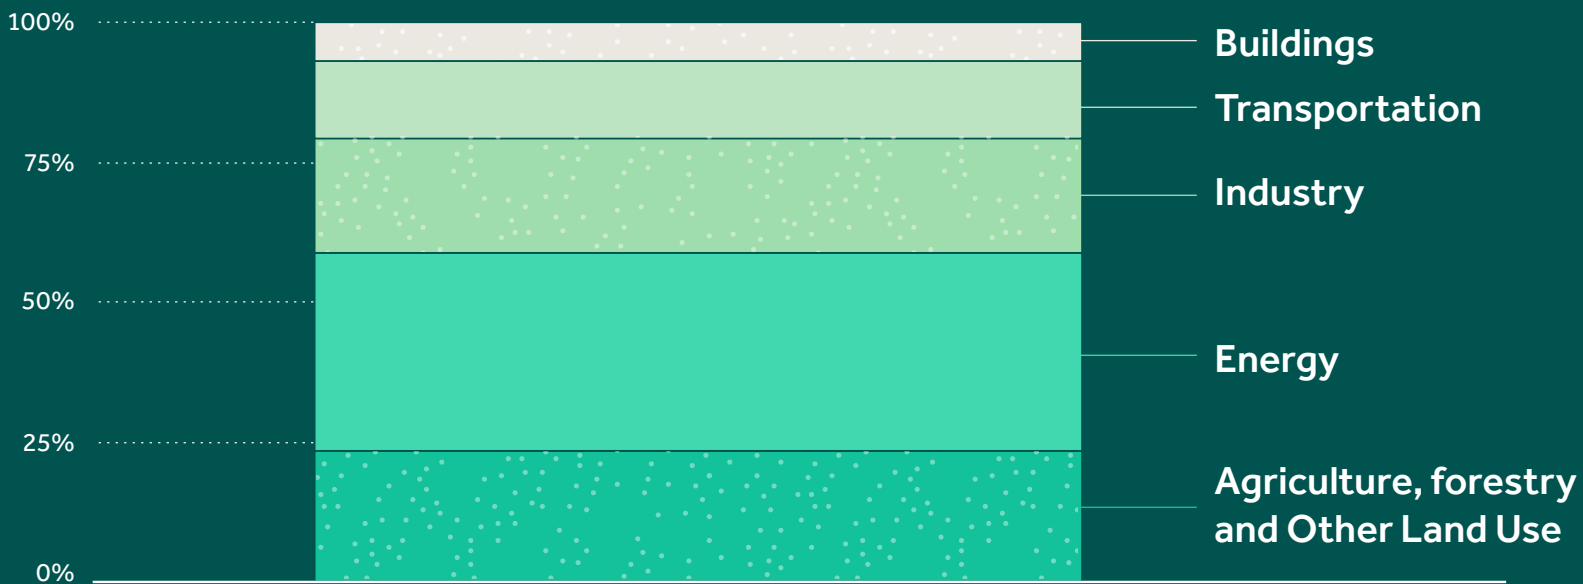 100%
Buildings
Transportation
75%
Industry
50%
Energy
25%
Agriculture, forestry
and Other Land Use
0%